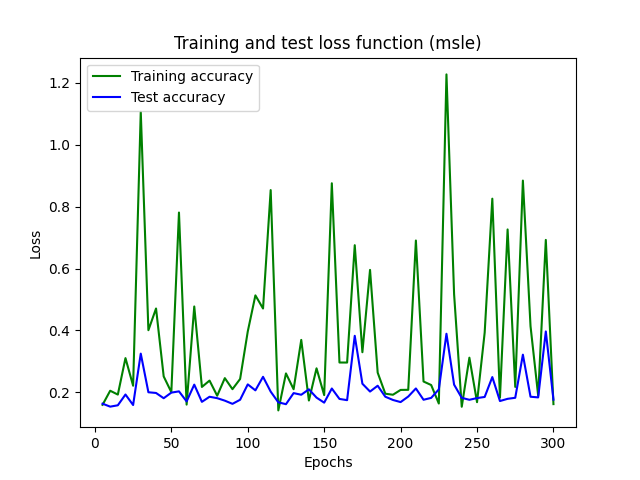 Training and test loss function (msle)
Training accuracy
Test accuracy
1.2
1.0
0.8
0.6
0.4
0.2
Loss
0
50
100
150
200
250
300
Epochs